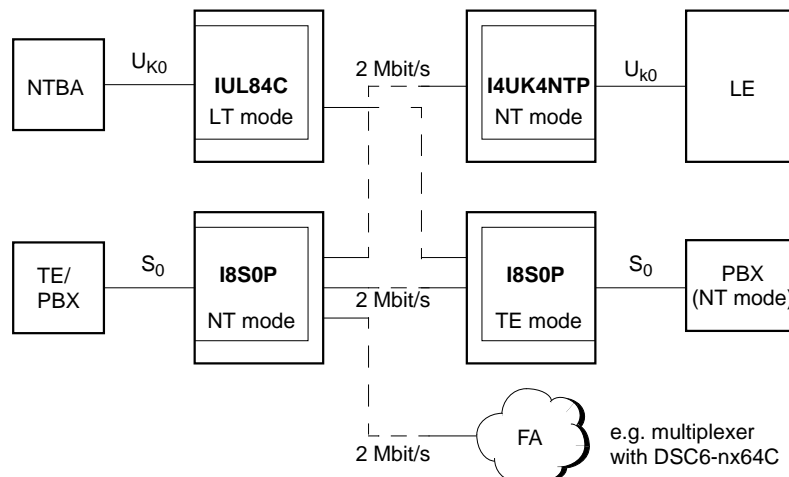 NTBA
UK0
IUL84C
LT mode
2 Mbit/s
I4UK4NTP
NT mode
Uk0
LE
TE/
PBX
S0
I8S0P
NT mode
2 Mbit/s
I8S0P
TE mode
S0
PBX
(NT mode)
2 Mbit/s
FA
e.g. multiplexer
with DSC6-nx64C